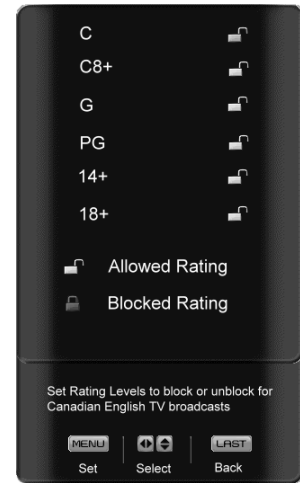 C
C8+
G
PG
14+
18+
Allowed Rating
Blocked Rating
Set Rating Levels to block or unblock for
Canadian English TV broadcasts
MENU LAST
Set Select Back